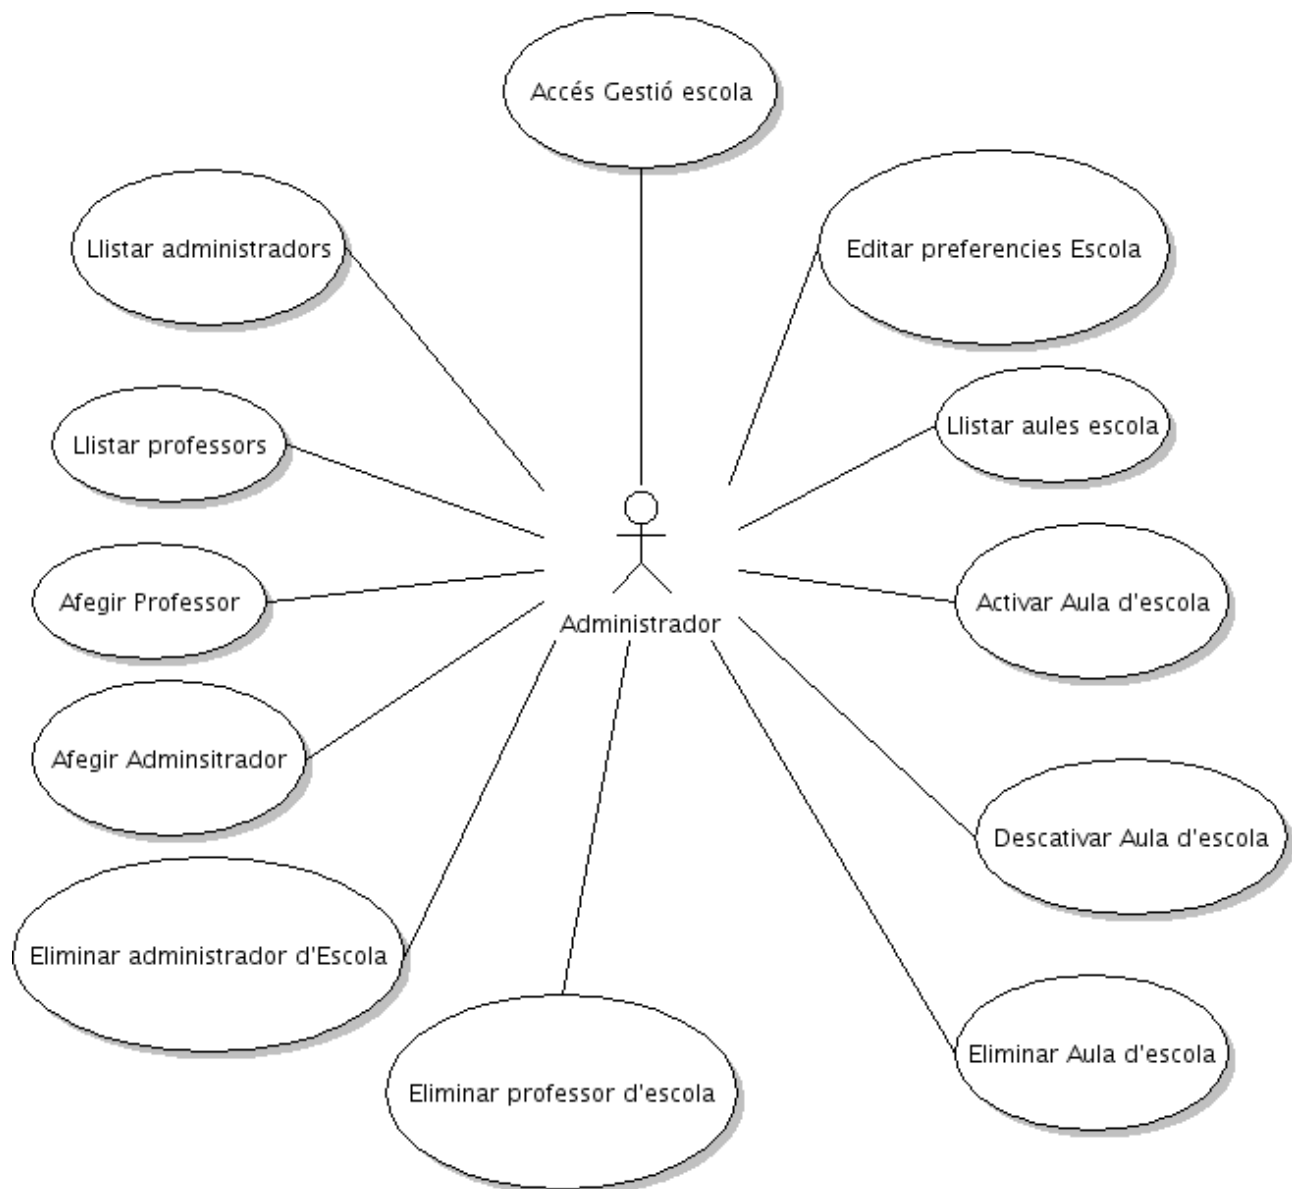 Accés Gestió escola
Llistar administradors
Editar preferencies Escola
Llistar professors
Llistar aules escola
Afegir Professor
Activar Aula d'escola
Administrador
Afegir Adminsitrador
Descativar Aula d'escola
Eliminar administrador d'Escola
Eliminar professor d'escola
Eliminar Aula d'escola